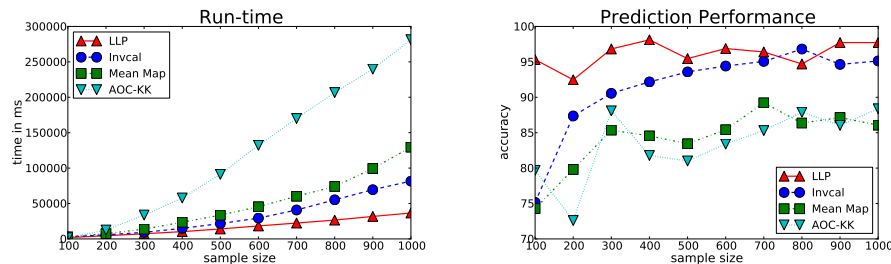 Run-time
300000
250000
200000
150000
100000
50000
0
time in ms
LLP
Invcal
Mean Map
AOC-KK
100 200 300 400 500 600 700 800 900 1000
sample size
Prediction Performance
100
95
90
85
80
75
70
accuracy
LLP
Invcal
Mean Map
AOC-KK
100 200 300 400 500 600 700 800 900 1000
sample size